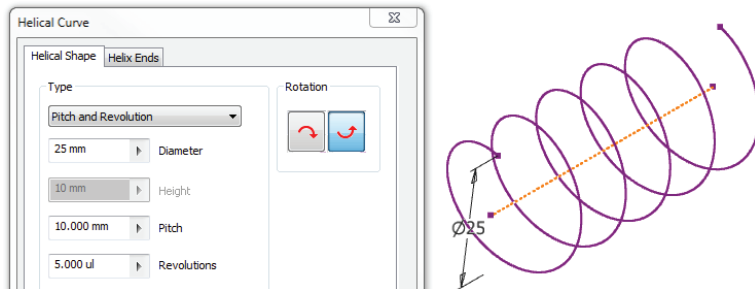 Helical Curve
Helical Shape Helix Ends
Type
Pitch and Revolution
25 mm Diameter
10 mm Height
10.000 mm Pitch
5.000 ul Revolutions
Rotation
Ø25